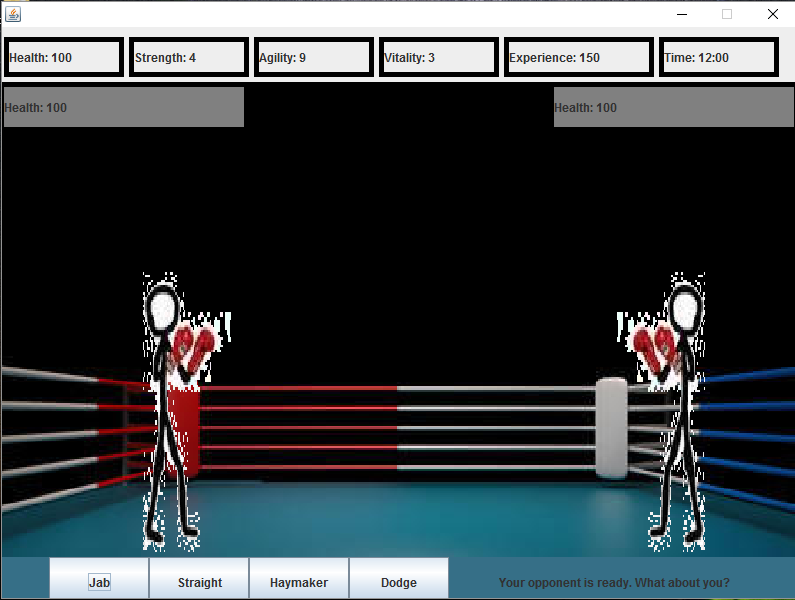 Health: 100 Strength: 4 Agility: 9 Vitality: 3 Experience: 150 Time: 12:00
Health: 100 Health: 100
Jab Straight Haymaker Dodge Your opponent is ready. What about you?